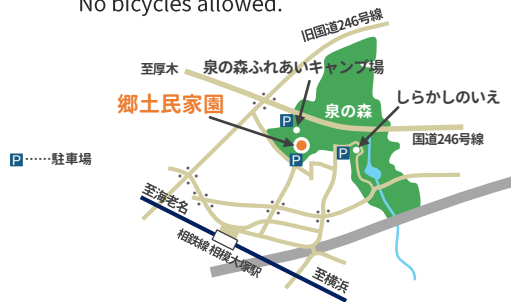 No bicycles allowed.
旧国道246号線
至厚木
泉の森ふれあいキャンプ場
郷土民家園
泉の森
しらかしのいえ
国道246号線
P
P
P
P……駐車場
至海老名
相鉄線 相模大塚駅
至横浜